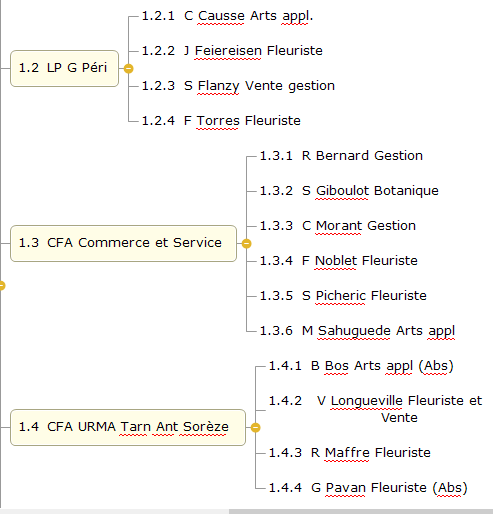 1.2 LP G Péri
1.2.1 C Causse Arts appl.
1.2.2 J Feiereisen Fleuriste
1.2.3 S Flanzy Vente gestion
1.2.4 F Torres Fleuriste
1.3 CFA Commerce et Service
1.3.1 R Bernard Gestion
1.3.2 S Giboulot Botanique
1.3.3 C Morant Gestion
1.3.4 F Noblet Fleuriste
1.3.5 S Picheric Fleuriste
1.3.6 M Sahuguede Arts appl
1.4 CFA URMA Tarn Ant Sorèze
1.4.1 B Bos Arts appl (Abs)
1.4.2 V Longueville Fleuriste et
Vente
1.4.3 R Maffre Fleuriste
1.4.4 G Pavan Fleuriste (Abs)